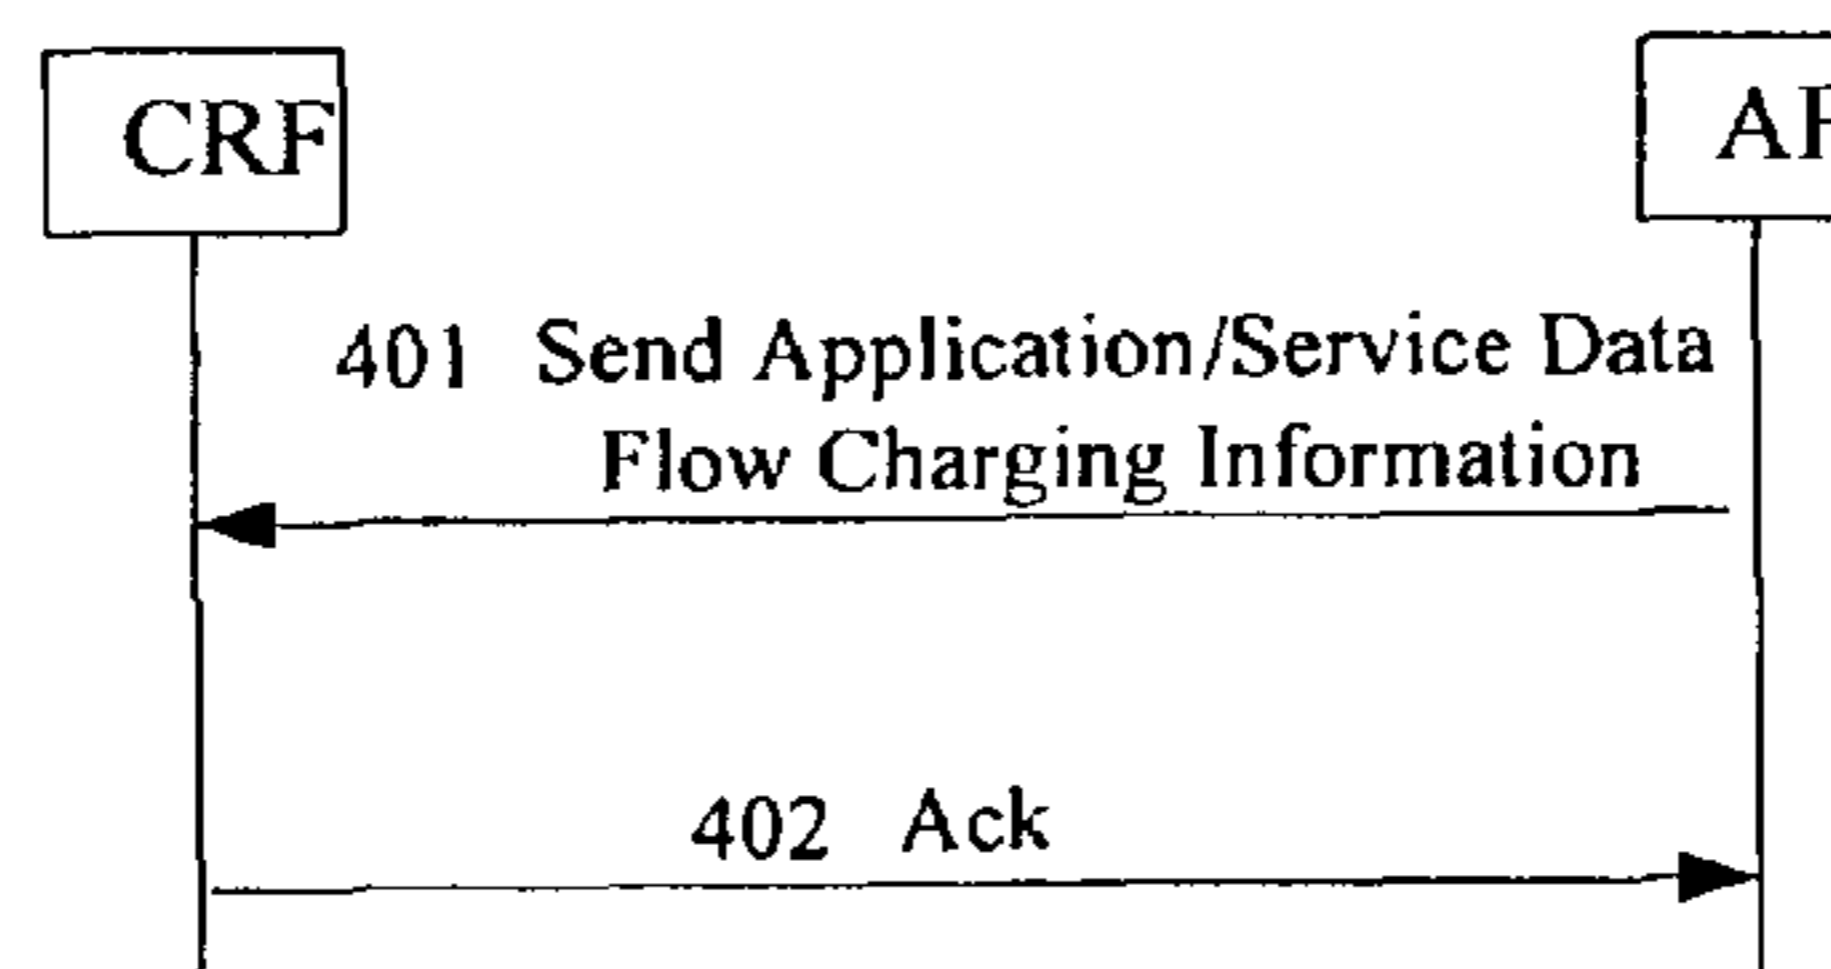 CRF
401 Send Application/Service Data
Flow Charging Information
402 Ack